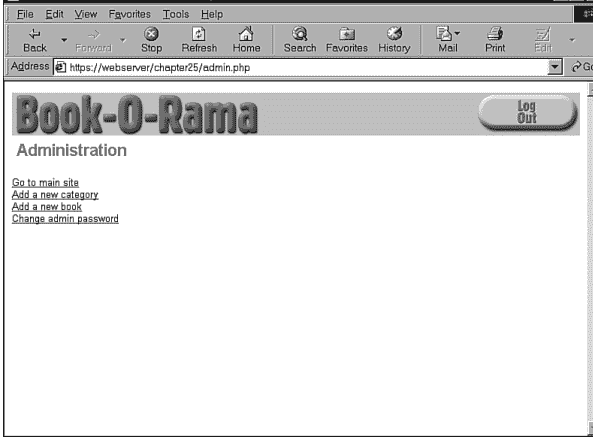 File Edit View Favorites Tools Help
Back Forward Stop Refresh Home Search Favorites History Mail Print Edit
Address https://webserver/chapter25/admin.php Go
Book-O-Rama
Log
Out
Administration
Go to main site
Add a new category
Add a new book
Change admin password